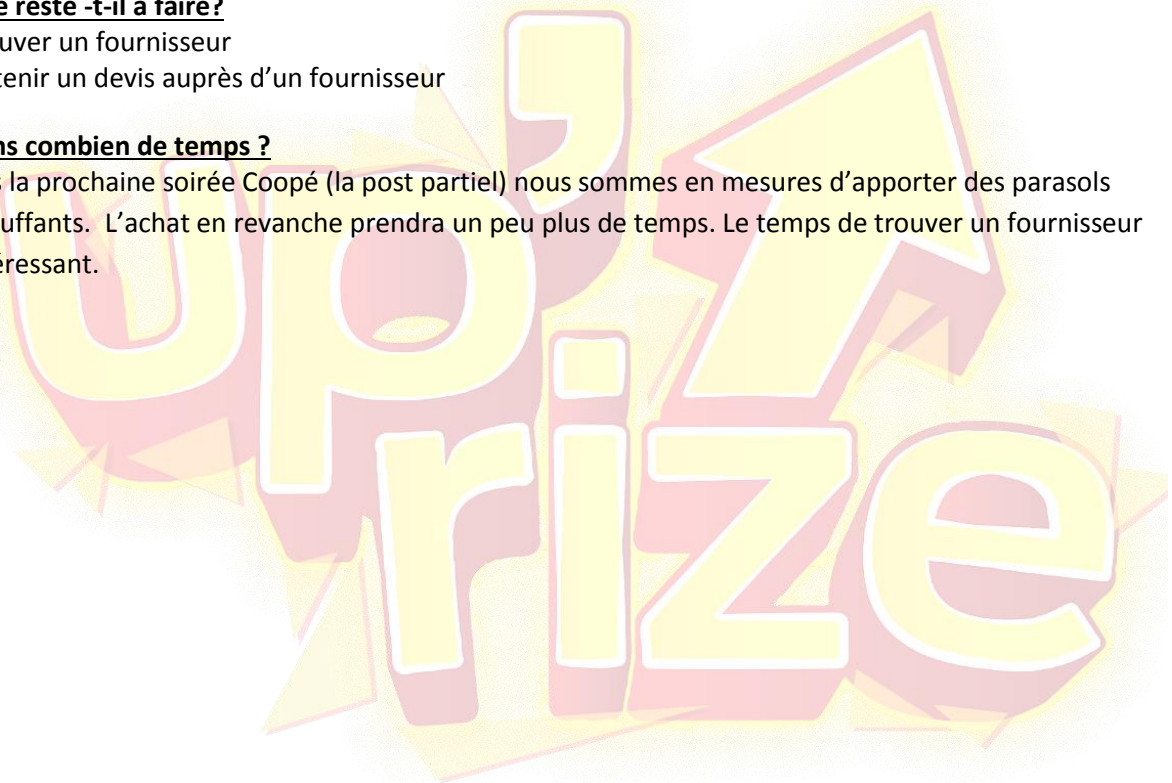 e reste -t-il à faire?
uver un fournisseur
tenir un devis auprès d'un fournisseur
ns combien de temps ?
s la prochaine soirée Coopé (la post partiel) nous sommes en mesures d'apporter des parasols
uffants.  L'achat en revanche prendra un peu plus de temps. Le temps de trouver un fournisseur
éressant.
up'
rize